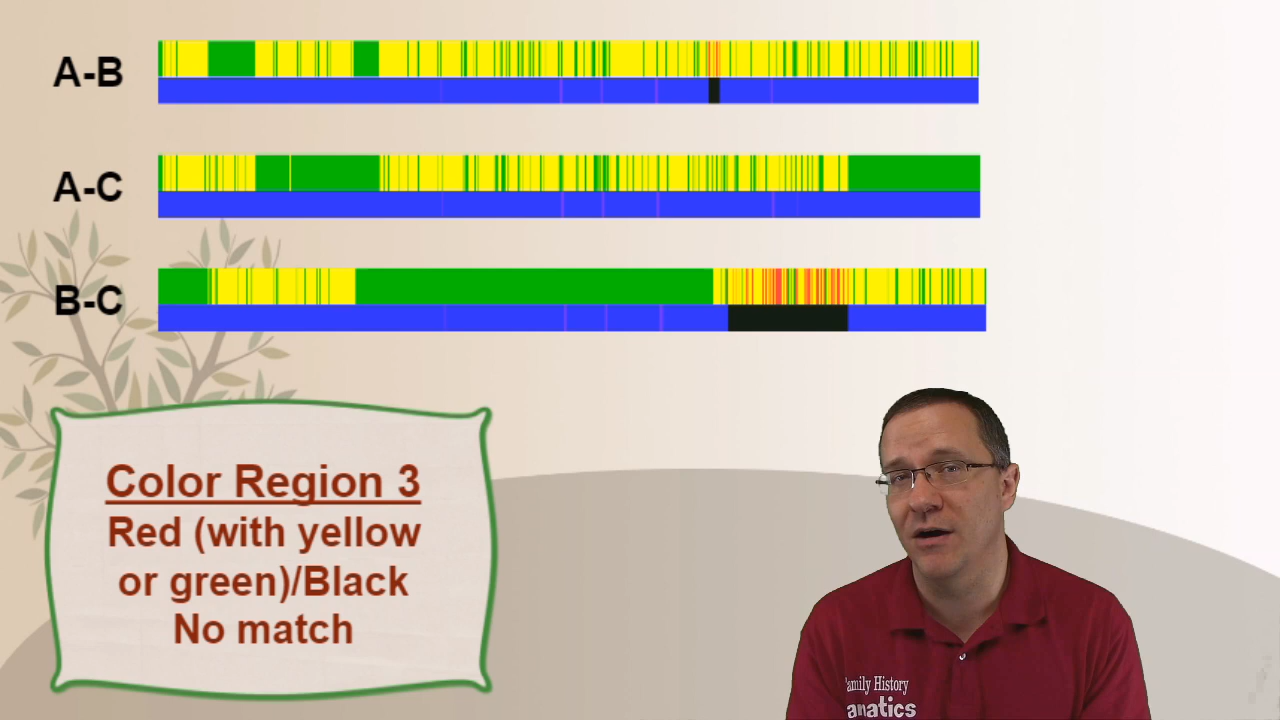 A-B
A-C
B-C
Color Region 3
Red (with yellow
or green)/Black
No match
amily History
anatics